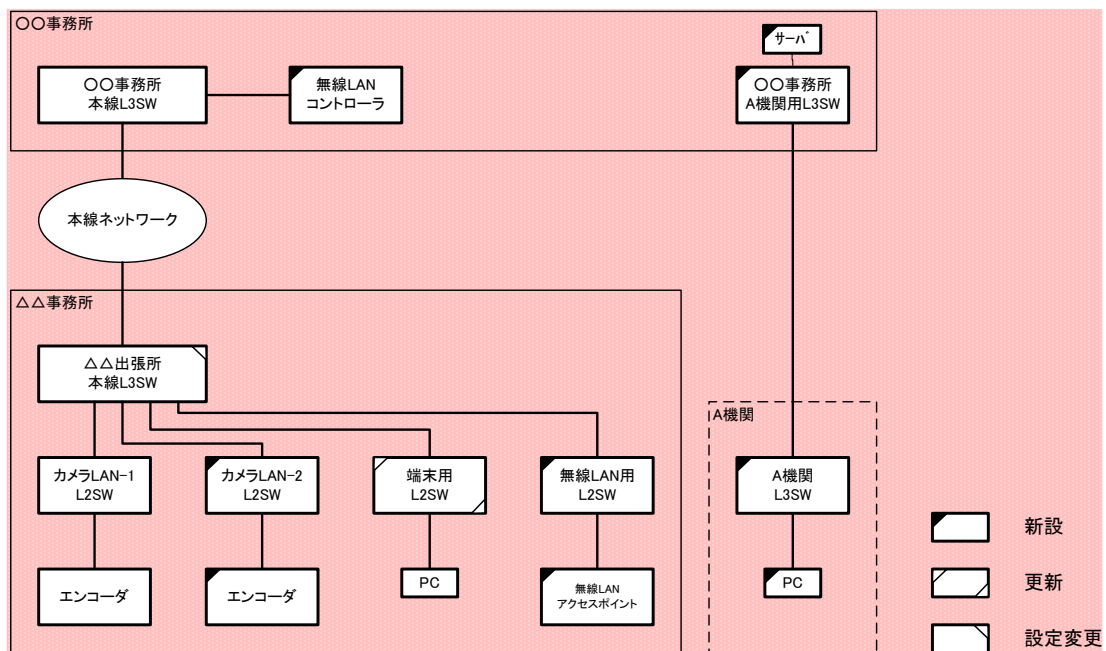 〇〇事務所
サーバ
〇〇事務所
本線L3SW
無線LAN
コントローラ
〇〇事務所
A機関用L3SW
本線ネットワーク
△△事務所
△△出張所
本線L3SW
A機関
カメラLAN-1
L2SW
カメラLAN-2
L2SW
端末用
L2SW
無線LAN用
L2SW
A機関
L3SW
新設
エンコーダ
エンコーダ
PC
無線LAN
アクセスポイント
PC
更新
設定変更